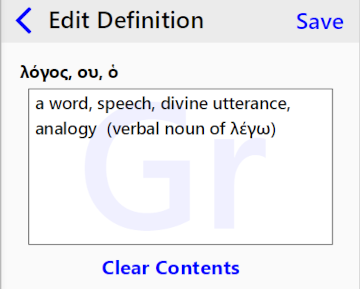 Edit Definition Save
λόγος, ου, ὁ
a word, speech, divine utterance,
analogy (verbal noun of λέγω)
Gr
Clear Contents